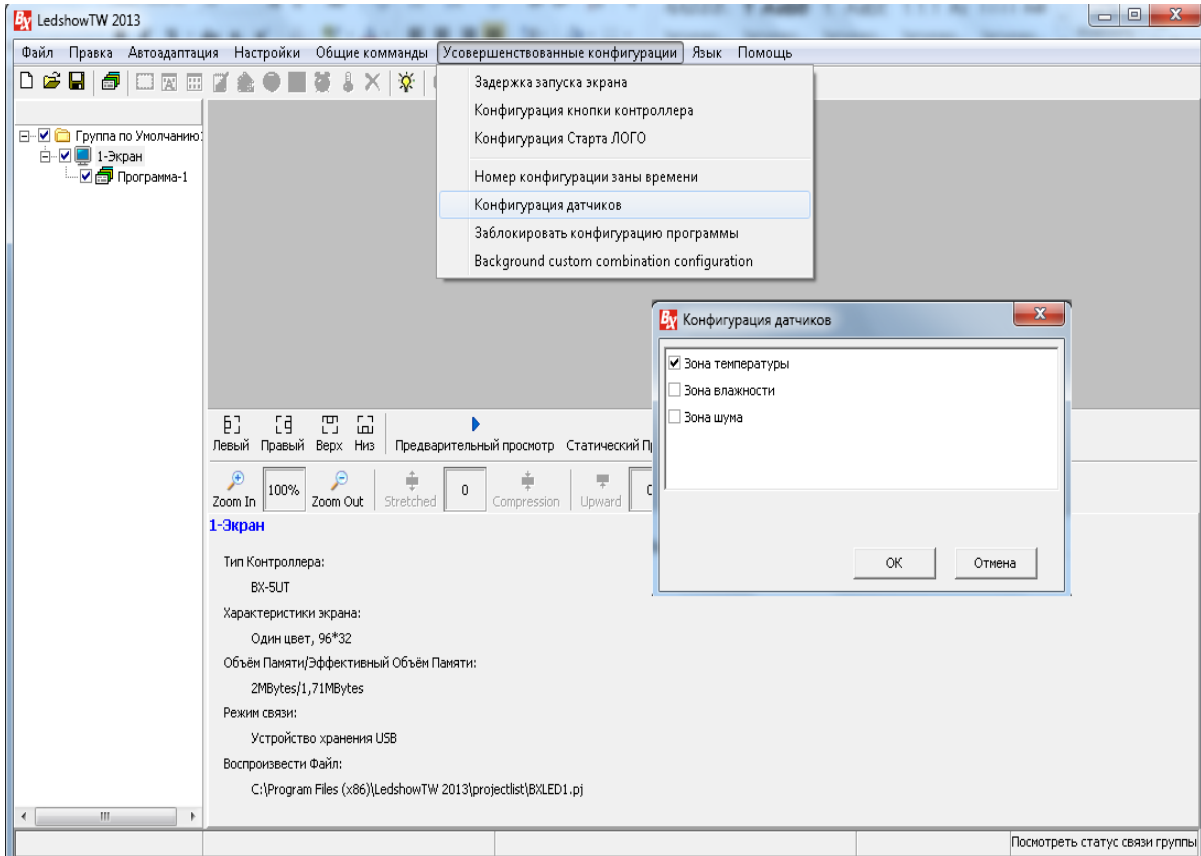 LedshowTW 2013
Файл Правка Автоадаптация Настройки Общие комманды Усовершенствованные конфигурации Язык Помощь
Задержка запуска экрана
Конфигурация кнопки контроллера
Конфигурация Старта ЛОГО
Номер конфигурации заны времени
Конфигурация датчиков
Заблокировать конфигурацию программы
Background custom combination configuration
Группа по Умолчанию
1-Экран
Программа-1
Конфигурация датчиков
Зона температуры
Зона влажности
Зона шума
OK Отмена
Левый Правый Верх Низ Предварительный просмотр Статический
Zoom In 100% Zoom Out Stretched 0 Compression Upward
1-Экран
Тип Контроллера:
BX-5UT
Характеристики экрана:
Один цвет, 96*32
Объём Памяти/Эффективный Объём Памяти:
2MBytes/1,71MBytes
Режим связи:
Устройство хранения USB
Воспроизвести Файл:
C:\Program Files (x86)\LedshowTW 2013\projectlist\BXLED1.pj
Посмотреть статус связи группы